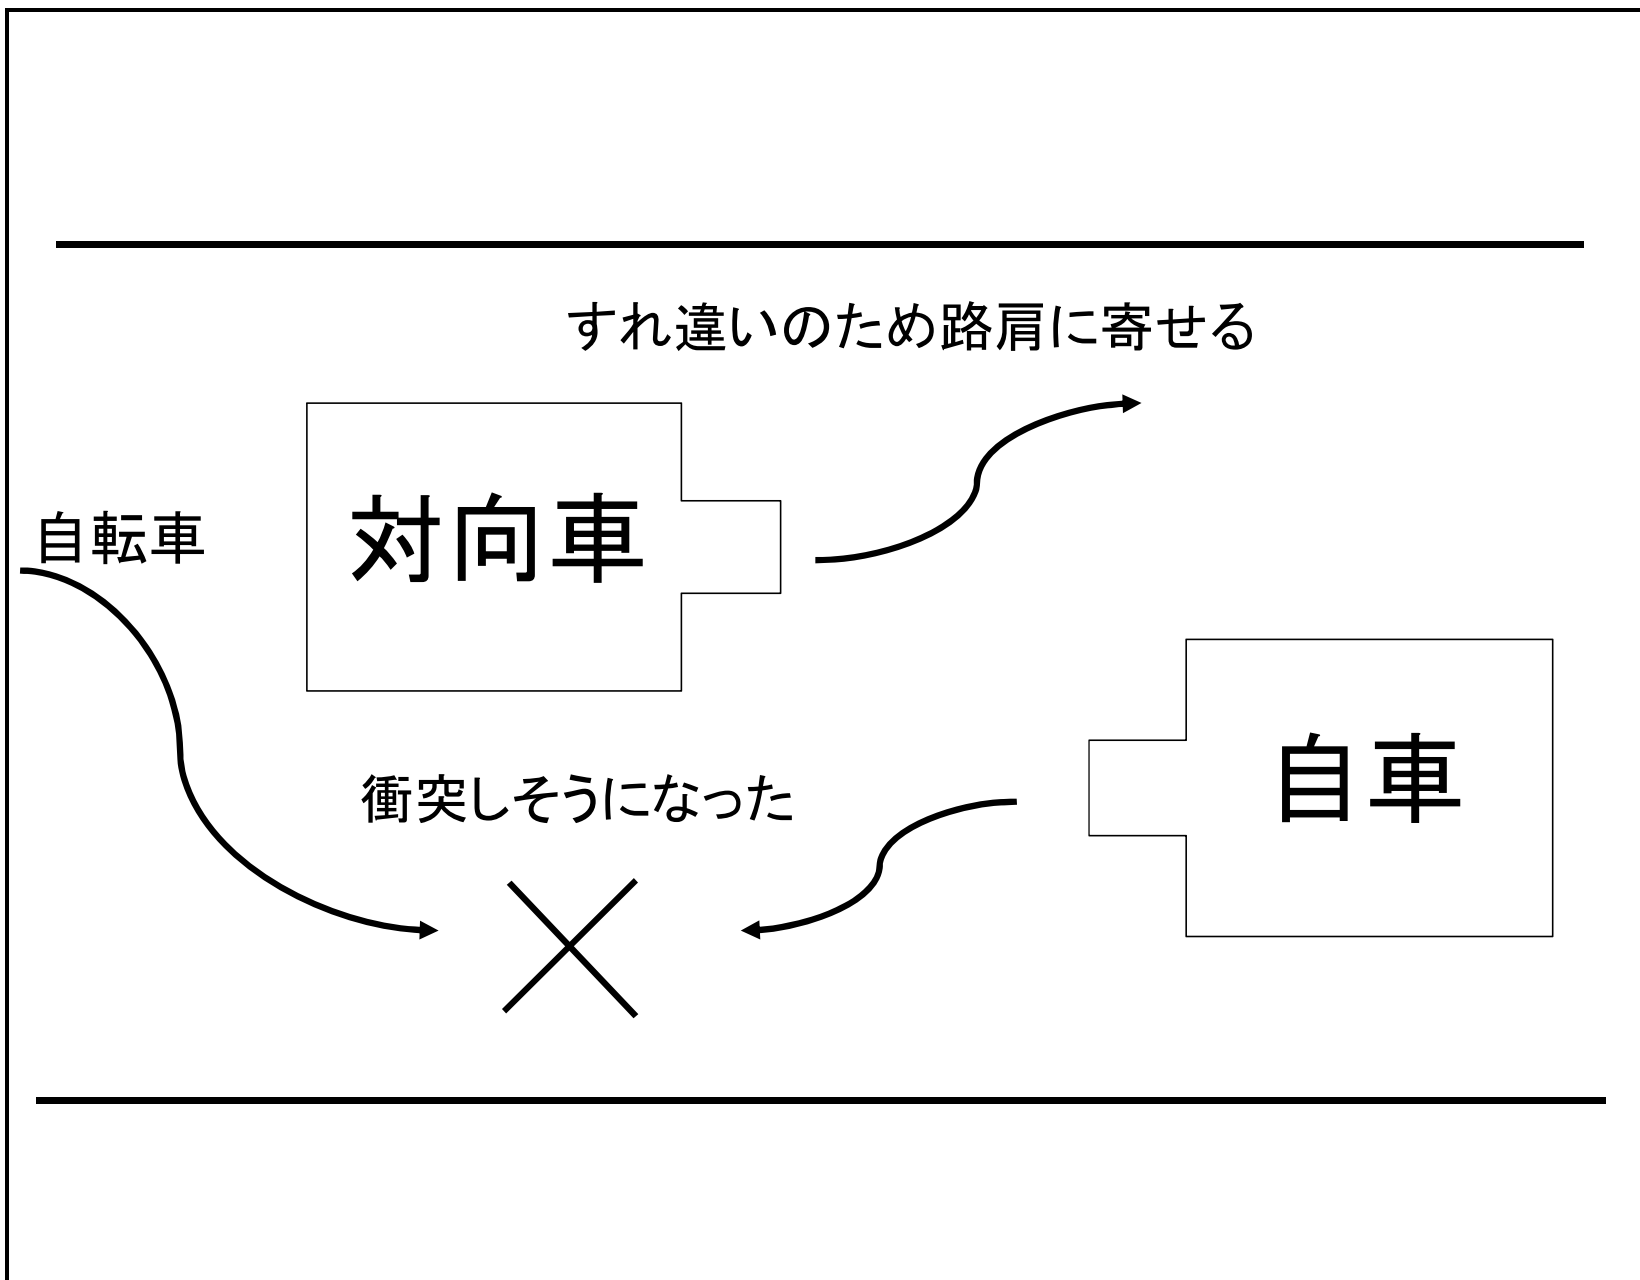 すれ違いのため路肩に寄せる
対向車
自転車
自車
衝突しそうになった